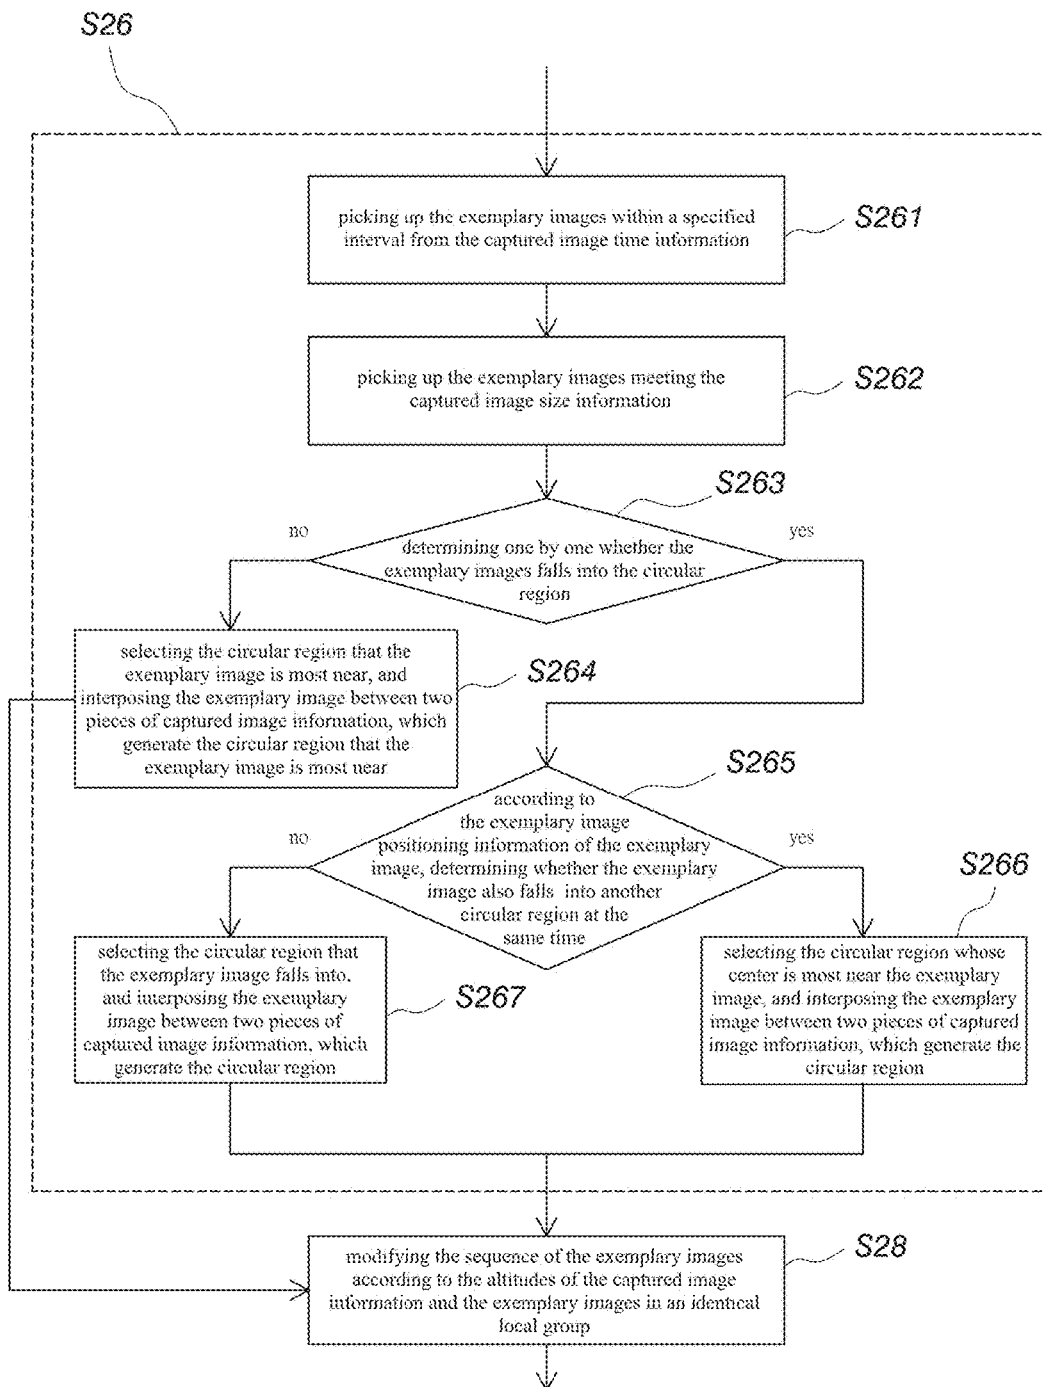 S26
picking up the exemplary images within a specified
interval from the captured image time information
S261
picking up the exemplary images meeting the
captured image size information
S262
S263
no
yes
determining one by one whether the
exemplary images falls into the circular
region
selecting the circular region that the
exemplary image is most near, and
interposing the exemplary image between two
pieces of captured image information, which
generate the circular region that the
exemplary image is most near
S264
S265
according to
the exemplary image
positioning information of the exemplary
image, determining whether the exemplary
image also falls into another
circular region at the
same time
no
yes
S266
selecting the circular region that
the exemplary image falls into,
and interposing the exemplary
image between two pieces of
captured image information, which
generate the circular region
S267
selecting the circular region whose
center is most near the exemplary
image, and interposing the exemplary
image between two pieces of captured
image information, which generate the
circular region
modifying the sequence of the exemplary images
according to the altitudes of the captured image
information and the exemplary images in an identical
local group
S28